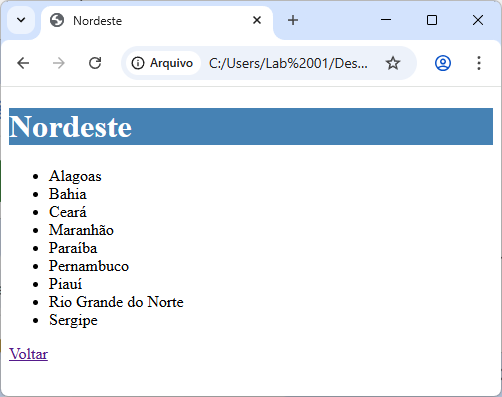 Nordeste
Arquivo C:/Users/Lab%2001/Des...
Nordeste
Alagoas
Bahia
Ceará
Maranhão
Paraíba
Pernambuco
Piauí
Rio Grande do Norte
Sergipe
Voltar